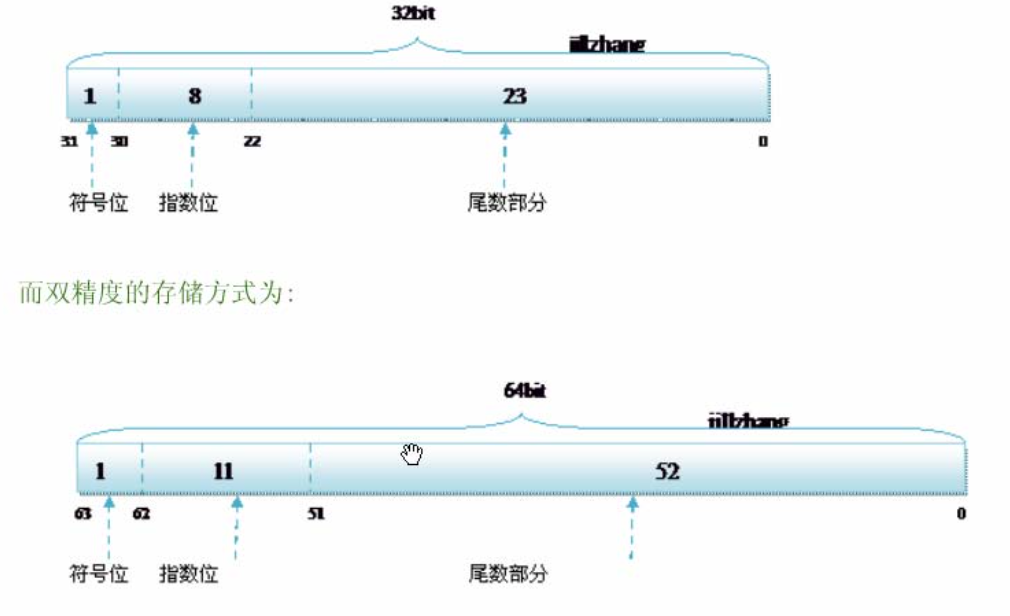 32bit
jillzhang
1 8 23
31 30 22 0
符号位 指数位 尾数部分
而双精度的存储方式为:
64bit
jillzhang
1 11 52
63 62 51 0
符号位 指数位 尾数部分